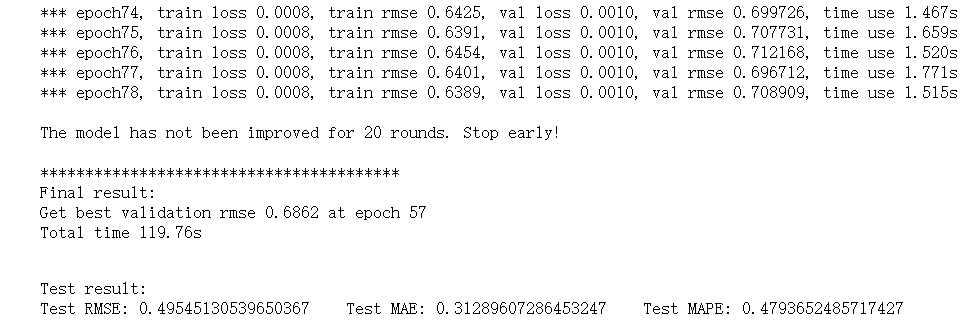 *** epoch74, train loss 0.0008, train rmse 0.6425, val loss 0.0010, val rmse 0.699726, time use 1.467s
*** epoch75, train loss 0.0008, train rmse 0.6391, val loss 0.0010, val rmse 0.707731, time use 1.659s
*** epoch76, train loss 0.0008, train rmse 0.6454, val loss 0.0010, val rmse 0.712168, time use 1.520s
*** epoch77, train loss 0.0008, train rmse 0.6401, val loss 0.0010, val rmse 0.696712, time use 1.771s
*** epoch78, train loss 0.0008, train rmse 0.6389, val loss 0.0010, val rmse 0.708909, time use 1.515s
The model has not been improved for 20 rounds. Stop early!
****************************************
Final result:
Get best validation rmse 0.6862 at epoch 57
Total time 119.76s
Test result:
Test RMSE: 0.49545130539650367    Test MAE: 0.31289607286453247    Test MAPE: 0.4793652485717427